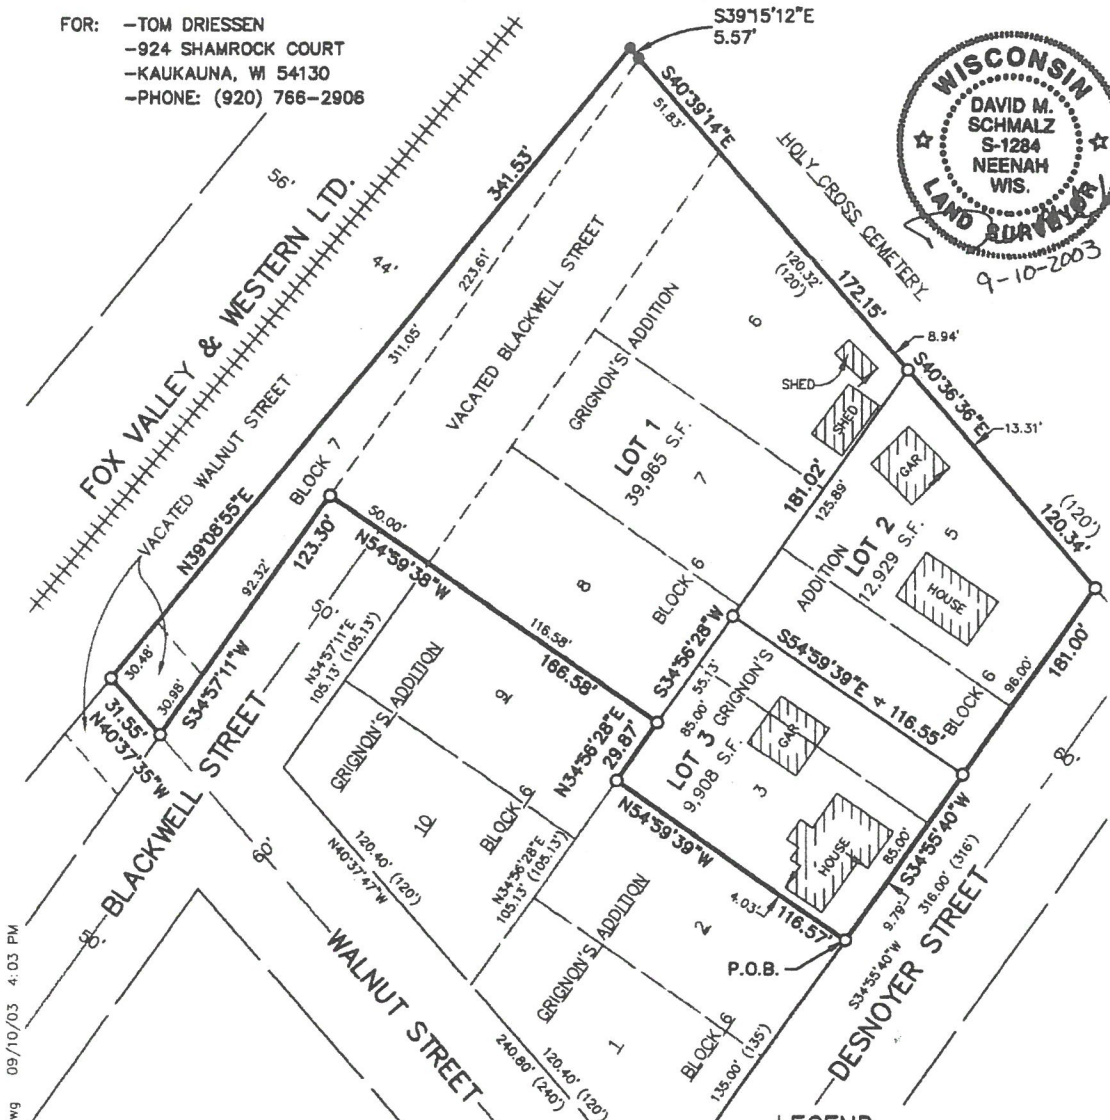 FOR: -TOM DRIESSEN
-924 SHAMROCK COURT
-KAUKAUNA, WI 54130
-PHONE: (920) 766-2906
S39°15'12"E
5.57'
WISCONSIN
DAVID M.
SCHMALZ
S-1284
NEENAH
WIS.
LAND SURVEYOR
9-10-2003
S40°39'14"E
51.83'
HOLY CROSS CEMETERY
56'
341.53'
FOX VALLEY & WESTERN LTD.
44'
223.61'
311.05'
VACATED BLACKWELL STREET
120.32'
(120')
172.15'
8.94'
6
GRIGNON'S ADDITION
SHED
SHED
S40°36'36"E
13.31'
VACATED WALNUT STREET
BLOCK 7
LOT 1
39,965 S.F.
7
181.02'
125.89'
GAR
(120')
120.34'
N39°08'55"E
50.00'
N54°59'38"W
123.30'
92.32'
ADDITION
LOT 2
12,929 S.F.
5
HOUSE
8
BLOCK 6
50'
N34°57'11"E
105.13' (105.13')
116.58'
166.58'
S34°56'28"W
S54°59'39"E
4
116.55'
BLOCK 6
96.00'
181.00'
30.48'
30.98'
S34°57'11"W
31.55'
N40°37'35"W
GRIGNON'S ADDITION
9
55.13'
85.00'
GRIGNON'S
GAR
60'
N34°56'28"E
29.87'
LOT 3
9,908 S.F.
3
BLACKWELL STREET
10
BLOCK 6
N54°59'39"W
HOUSE
85.00'
S34°55'40"W
60'
120.40' (120')
N40°37'47"W
N34°56'28"E
105.13' (105.13')
4.03'
116.57'
9.79'
316.00' (316')
S34°55'40"W
50'
GRIGNON'S ADDITION
2
P.O.B.
DESNOYER STREET
WALNUT STREET
1
BLOCK 6
135.00' (135')
120.40' (120')
240.80' (240')
wg 09/10/03 4:03 PM
LEGEND